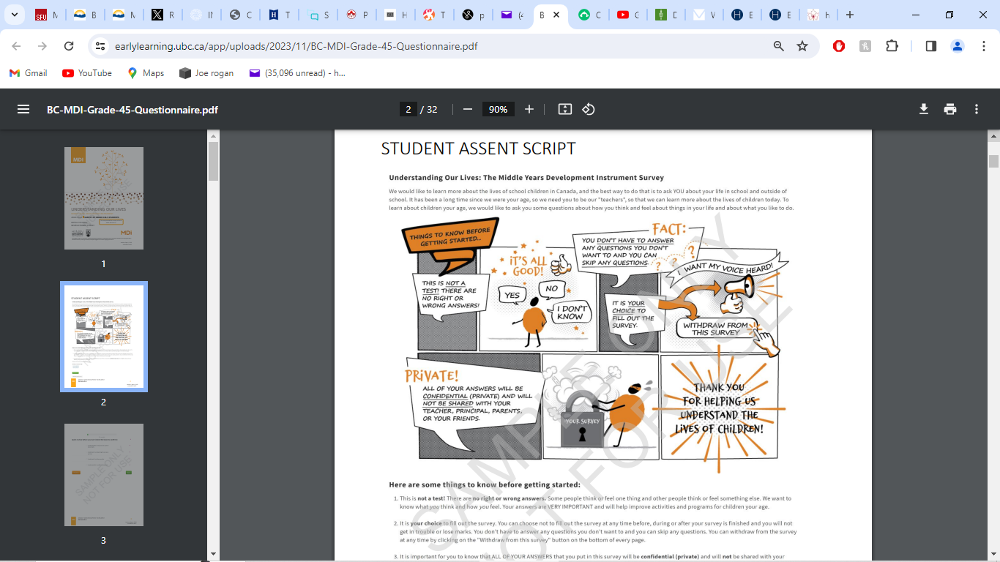 M
B
M
R
IN
C
T
S
P
H
T
p
(4
B
C
G
D
V
E
E
h
earlylearning.ubc.ca/app/uploads/2023/11/BC-MDI-Grade-45-Questionnaire.pdf
Gmail YouTube Maps Joe rogan (35,096 unread) - h...
BC-MDI-Grade-45-Questionnaire.pdf 2 / 32 90%
MDI
UNDERSTANDING OUR LIVES
MDI
1
STUDENT ASSENT SCRIPT
2
SAMPLE ONLY
NOT FOR USE
3
STUDENT ASSENT SCRIPT
Understanding Our Lives: The Middle Years Development Instrument Survey
We would like to learn more about the lives of school children in Canada, and the best way to do that is to ask YOU about your life in school and outside of
school. It has been a long time since we were your age, so we need you to be our "teachers", so that we can learn more about the lives of children today. To
learn about children your age, we would like to ask you some questions about how you think and feel about things in your life and about what you like to do.
THINGS TO KNOW BEFORE
GETTING STARTED...
THIS IS NOT A
TEST! THERE ARE
NO RIGHT OR
WRONG ANSWERS!
IT'S ALL
GOOD!
YES
NO
I DON'T
KNOW
FACT:
YOU DON'T HAVE TO ANSWER
ANY QUESTIONS YOU DON'T
WANT TO AND YOU CAN
SKIP ANY QUESTIONS.
IT IS YOUR
CHOICE TO
FILL OUT THE
SURVEY.
I WANT MY VOICE HEARD!
WITHDRAW FROM
THIS SURVEY
PRIVATE!
ALL OF YOUR ANSWERS WILL BE
CONFIDENTIAL (PRIVATE) AND WILL
NOT BE SHARED WITH YOUR
TEACHER, PRINCIPAL, PARENTS,
OR YOUR FRIENDS.
YOUR SURVEY
THANK YOU
FOR HELPING US
UNDERSTAND THE
LIVES OF CHILDREN!
SAMPLE ONLY
NOT FOR USE
Here are some things to know before getting started:
1. This is not a test! There are no right or wrong answers. Some people think or feel one thing and other people think or feel something else. We want to
know what you think and how you feel. Your answers are VERY IMPORTANT and will help improve activities and programs for children your age.
2. It is your choice to fill out the survey. You can choose not to fill out the survey at any time before, during or after your survey is finished and you will not
get in trouble or lose marks. You don't have to answer any questions you don't want to and you can skip any questions. You can withdraw from the survey
at any time by clicking on the "Withdraw from this survey" button on the bottom of every page.
3. It is important for you to know that ALL OF YOUR ANSWERS that you put in this survey will be confidential (private) and will not be shared with your